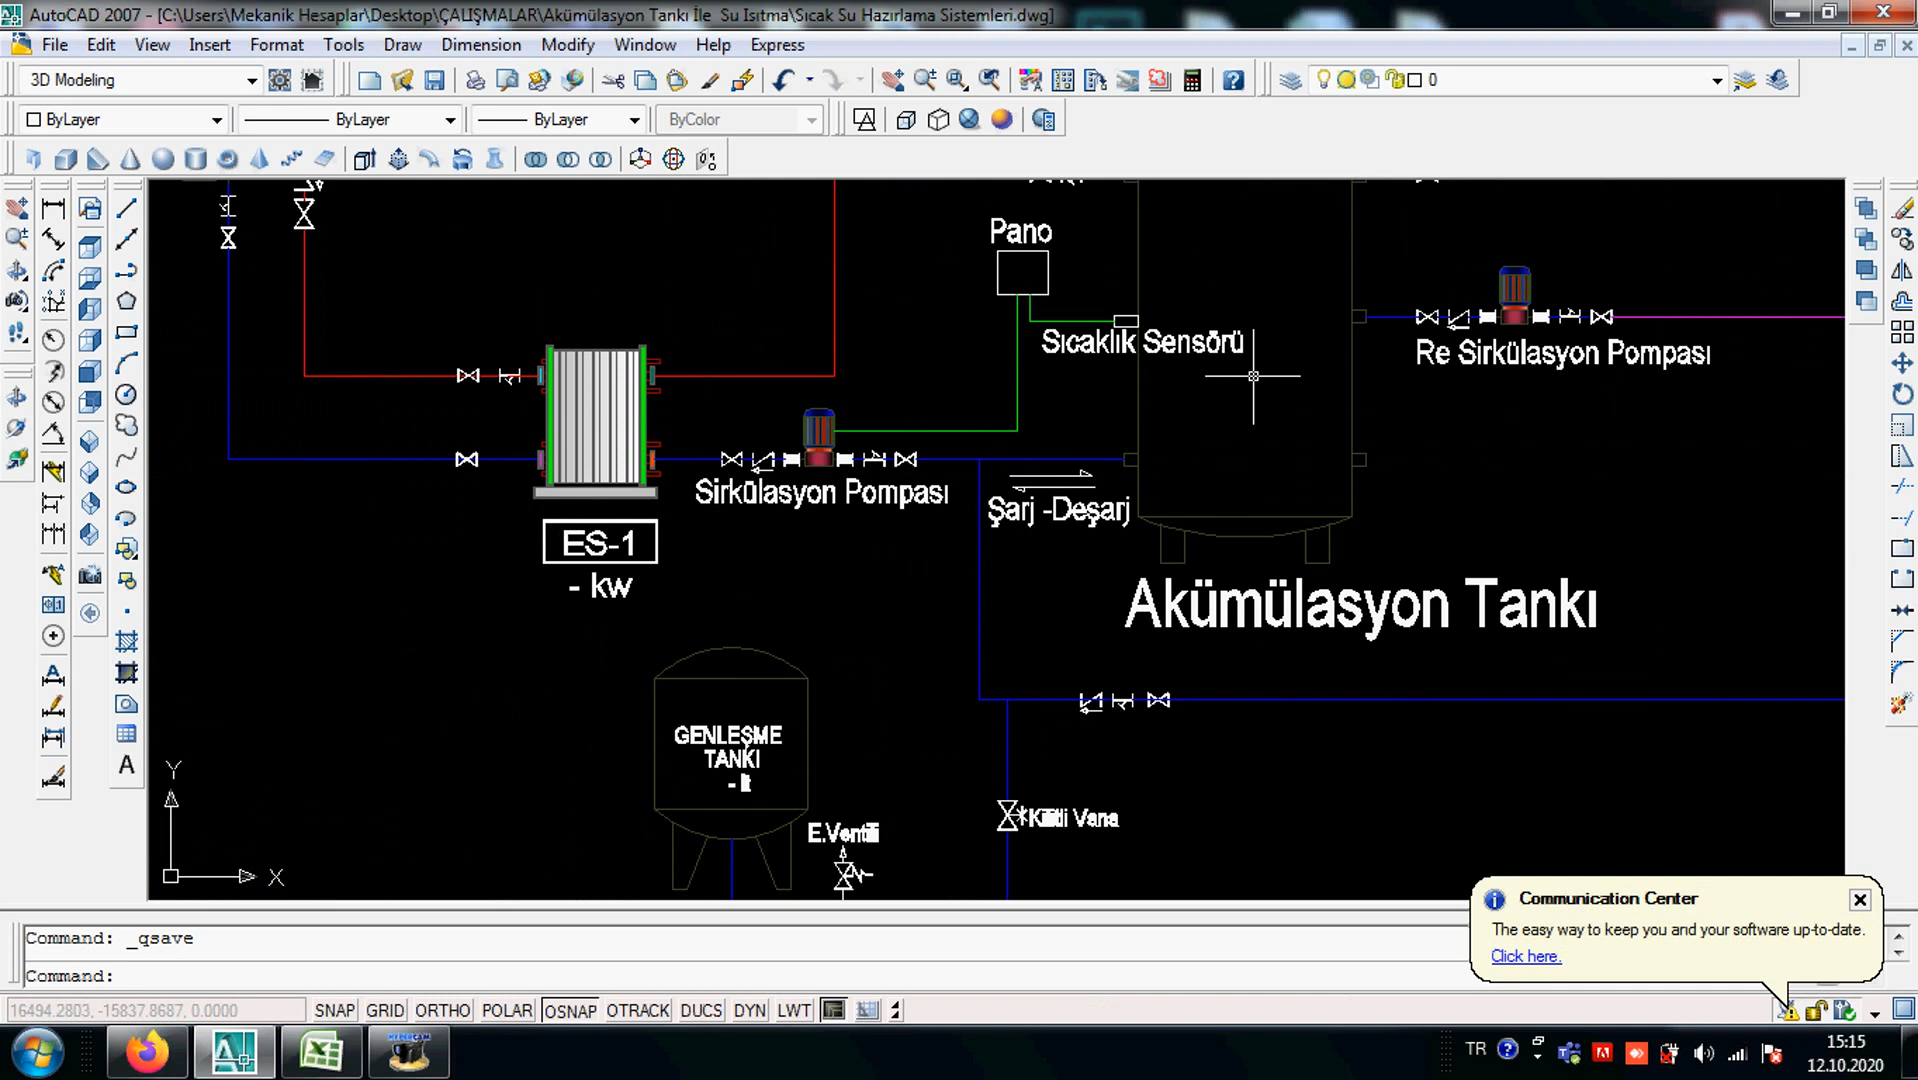 AutoCAD 2007 - [C:\Users\Mekanik Hesaplar\Desktop\ÇALIŞMALAR\Akümülasyon Tankı İle  Su Isıtma\Sıcak Su Hazırlama Sistemleri.dwg]
File Edit View Insert Format Tools Draw Dimension Modify Window Help Express
3D Modeling
0
ByLayer ByLayer ByLayer ByColor
Pano
Sıcaklık Sensörü
Re Sirkülasyon Pompası
Sirkülasyon Pompası
Şarj -Deşarj
ES-1
- kw
Akümülasyon Tankı
GENLEŞME
TANKI
- lt
E.Ventili
Kilitli Vana
Y
X
Communication Center
The easy way to keep you and your software up-to-date.
Click here.
Command: _qsave
Command:
16494.2803, -15837.8687, 0.0000
SNAP GRID ORTHO POLAR OSNAP OTRACK DUCS DYN LWT
TR
15:15
12.10.2020